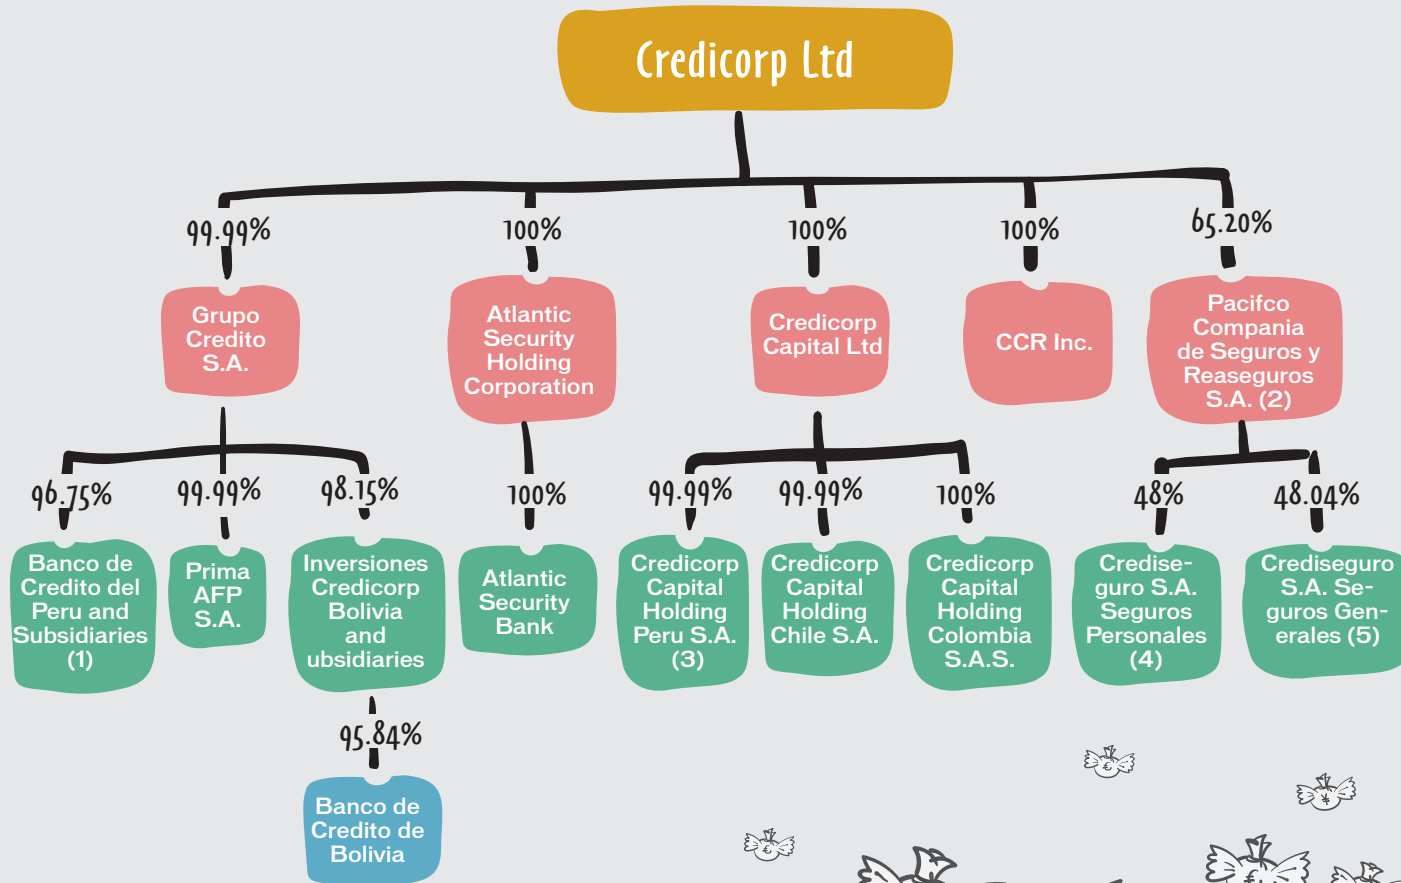 Credicorp Ltd
99.99%
100%
100%
100%
65.20%
Grupo
Credito
S.A.
Atlantic
Security
Holding
Corporation
Credicorp
Capital Ltd
CCR Inc.
Pacifco
Compania
de Seguros y
Reaseguros
S.A. (2)
96.75%
99.99%
98.15%
100%
99.99%
99.99%
100%
48%
48.04%
Banco de
Credito del
Peru and
Subsidiaries
(1)
Prima
AFP
S.A.
Inversiones
Credicorp
Bolivia
and
ubsidiaries
Atlantic
Security
Bank
Credicorp
Capital
Holding
Peru S.A.
(3)
Credicorp
Capital
Holding
Chile S.A.
Credicorp
Capital
Holding
Colombia
S.A.S.
Credise-
guro S.A.
Seguros
Personales
(4)
Crediseguro
S.A. Se-
guros Gen-
erales (5)
95.84%
Banco de
Credito de
Bolivia
€
¥
€
€